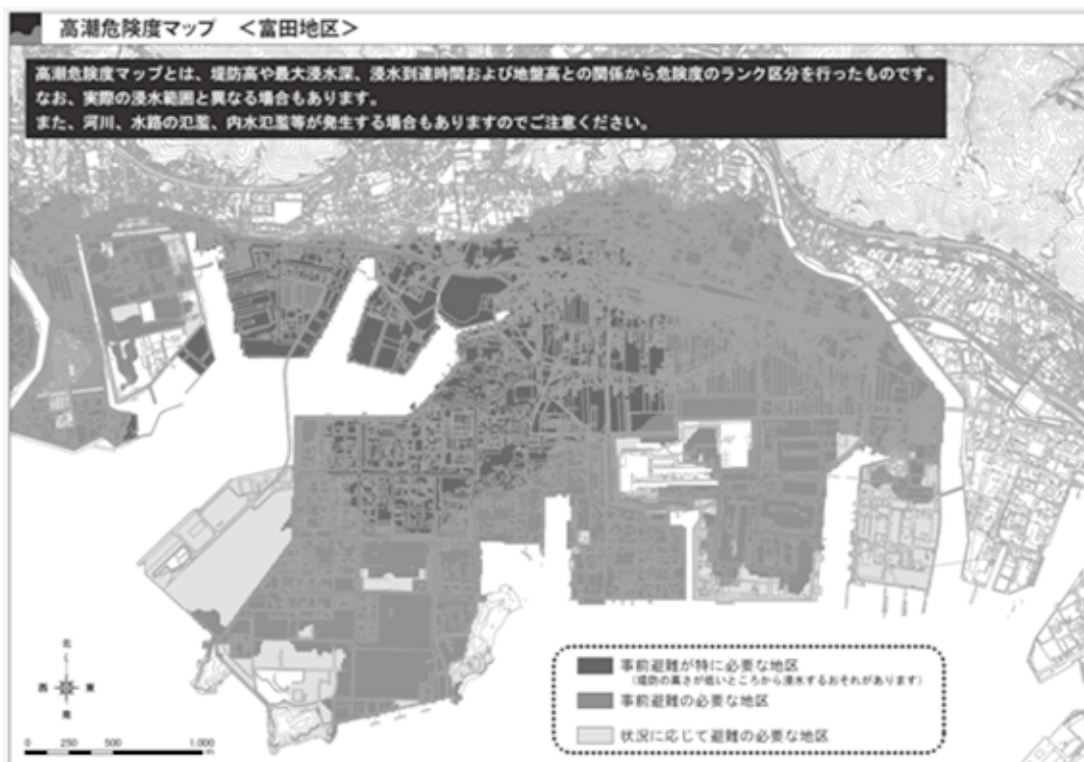 高潮危険度マップ ＜富田地区＞
高潮危険度マップとは、堤防高や最大浸水深、浸水到達時間および地盤高との関係から危険度のランク区分を行ったものです。
なお、実際の浸水範囲と異なる場合もあります。
また、河川、水路の氾濫、内水氾濫等が発生する場合もありますのでご注意ください。
事前避難が特に必要な地区
（堤防の高さが低いところから浸水するおそれがあります）
事前避難の必要な地区
状況に応じて避難の必要な地区
北
西 東
南
0 250 500 1,000
m